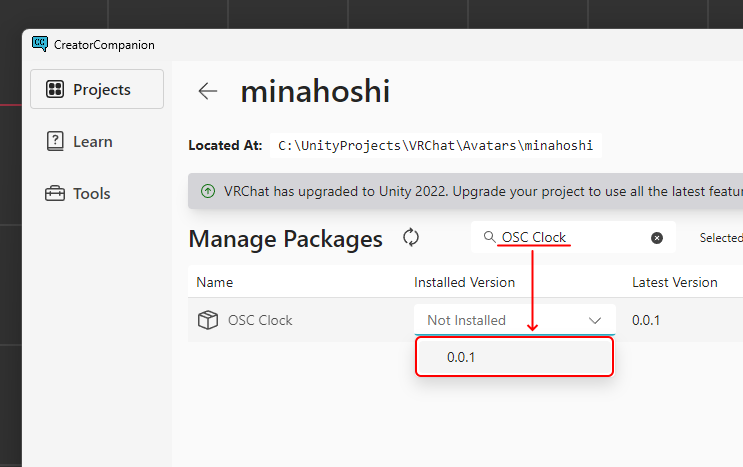 CC CreatorCompanion
Projects
Learn
Tools
minahoshi
Located At: C:\UnityProjects\VRChat\Avatars\minahoshi
VRChat has upgraded to Unity 2022. Upgrade your project to use all the latest featur
Manage Packages OSC Clock Selected
Name Installed Version Latest Version
OSC Clock Not Installed 0.0.1
0.0.1